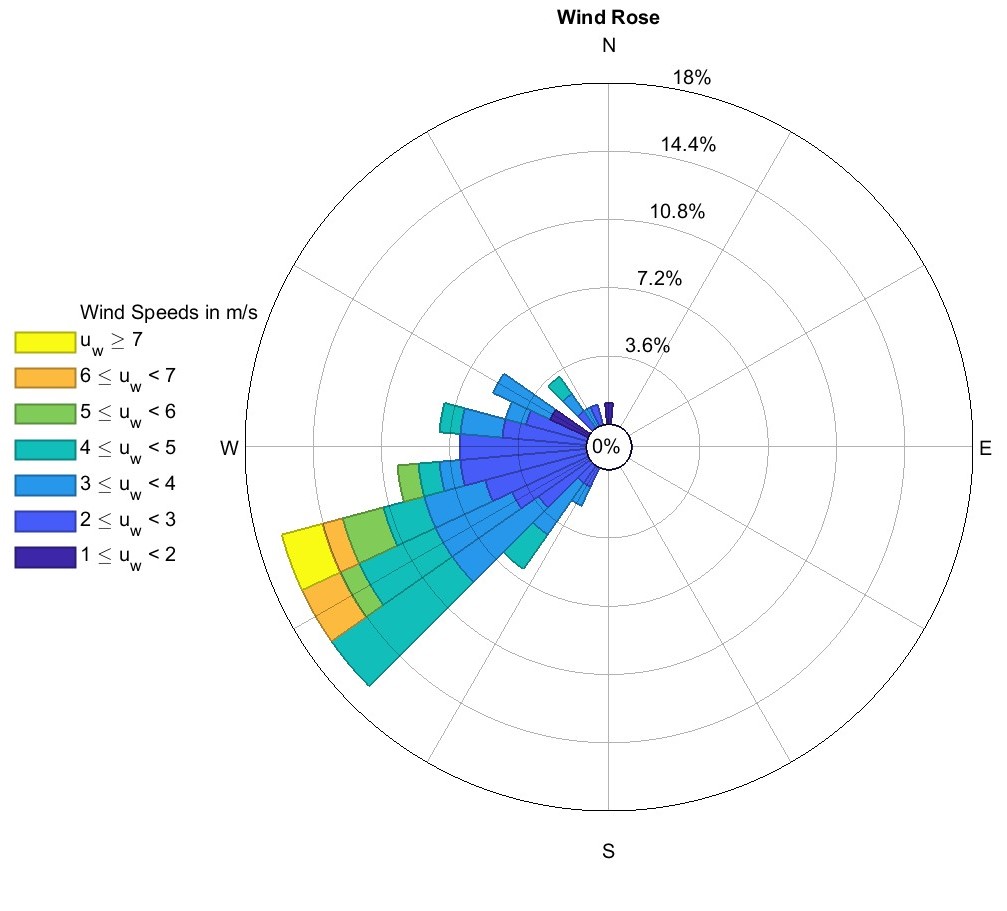 Wind Rose
N
18%
14.4%
10.8%
7.2%
3.6%
0%
W
E
S
Wind Speeds in m/s
u_w ≥ 7
6 ≤ u_w < 7
5 ≤ u_w < 6
4 ≤ u_w < 5
3 ≤ u_w < 4
2 ≤ u_w < 3
1 ≤ u_w < 2